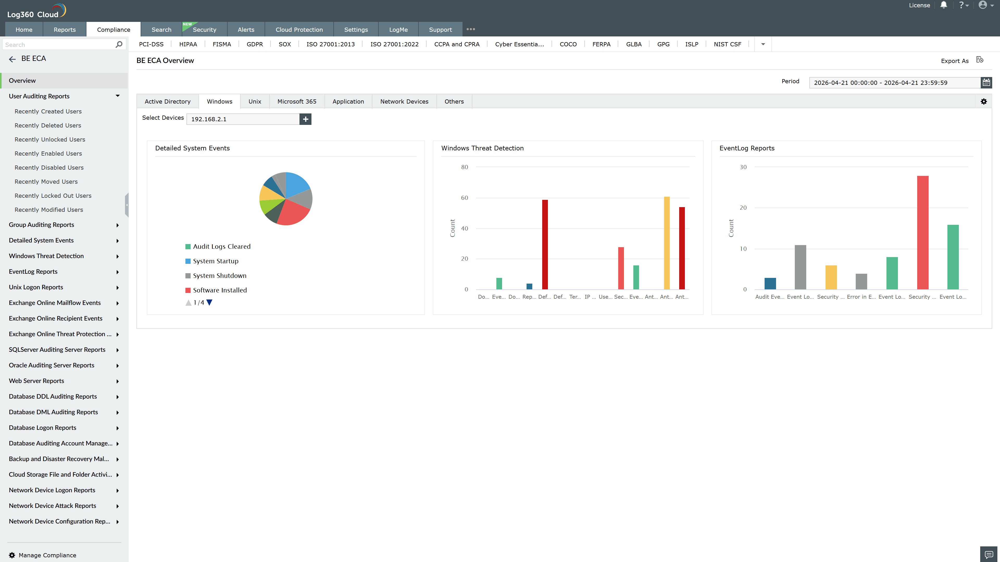 Log360 Cloud
License
?
Home
Reports
Compliance
Search
NEW
Security
Alerts
Cloud Protection
Settings
LogMe
Support
Search
PCI-DSS
HIPAA
FISMA
GDPR
SOX
ISO 27001:2013
ISO 27001:2022
CCPA and CPRA
Cyber Essentia...
COCO
FERPA
GLBA
GPG
ISLP
NIST CSF
BE ECA
Overview
User Auditing Reports
Recently Created Users
Recently Deleted Users
Recently Unlocked Users
Recently Enabled Users
Recently Disabled Users
Recently Moved Users
Recently Locked Out Users
Recently Modified Users
Group Auditing Reports
Detailed System Events
Windows Threat Detection
EventLog Reports
Unix Logon Reports
Exchange Online Mailflow Events
Exchange Online Recipient Events
Exchange Online Threat Protection ...
SQLServer Auditing Server Reports
Oracle Auditing Server Reports
Web Server Reports
Database DDL Auditing Reports
Database DML Auditing Reports
Database Logon Reports
Database Auditing Account Manage...
Backup and Disaster Recovery Mal...
Cloud Storage File and Folder Activi...
Network Device Logon Reports
Network Device Attack Reports
Network Device Configuration Rep...
Manage Compliance
BE ECA Overview
Export As
Period
2026-04-21 00:00:00 - 2026-04-21 23:59:59
Active Directory
Windows
Unix
Microsoft 365
Application
Network Devices
Others
Select Devices
192.168.2.1
Detailed System Events
Audit Logs Cleared
System Startup
System Shutdown
Software Installed
1/4
Windows Threat Detection
80
60
40
20
0
Count
Do... Eve... Do... Rep... Def... Def... Ter... IP ... Use... Sec... Eve... Ant... Ant... Ant...
EventLog Reports
30
20
10
0
Count
Audit Eve... Event Lo... Security ... Error in E... Event Lo... Security ... Event Lo...